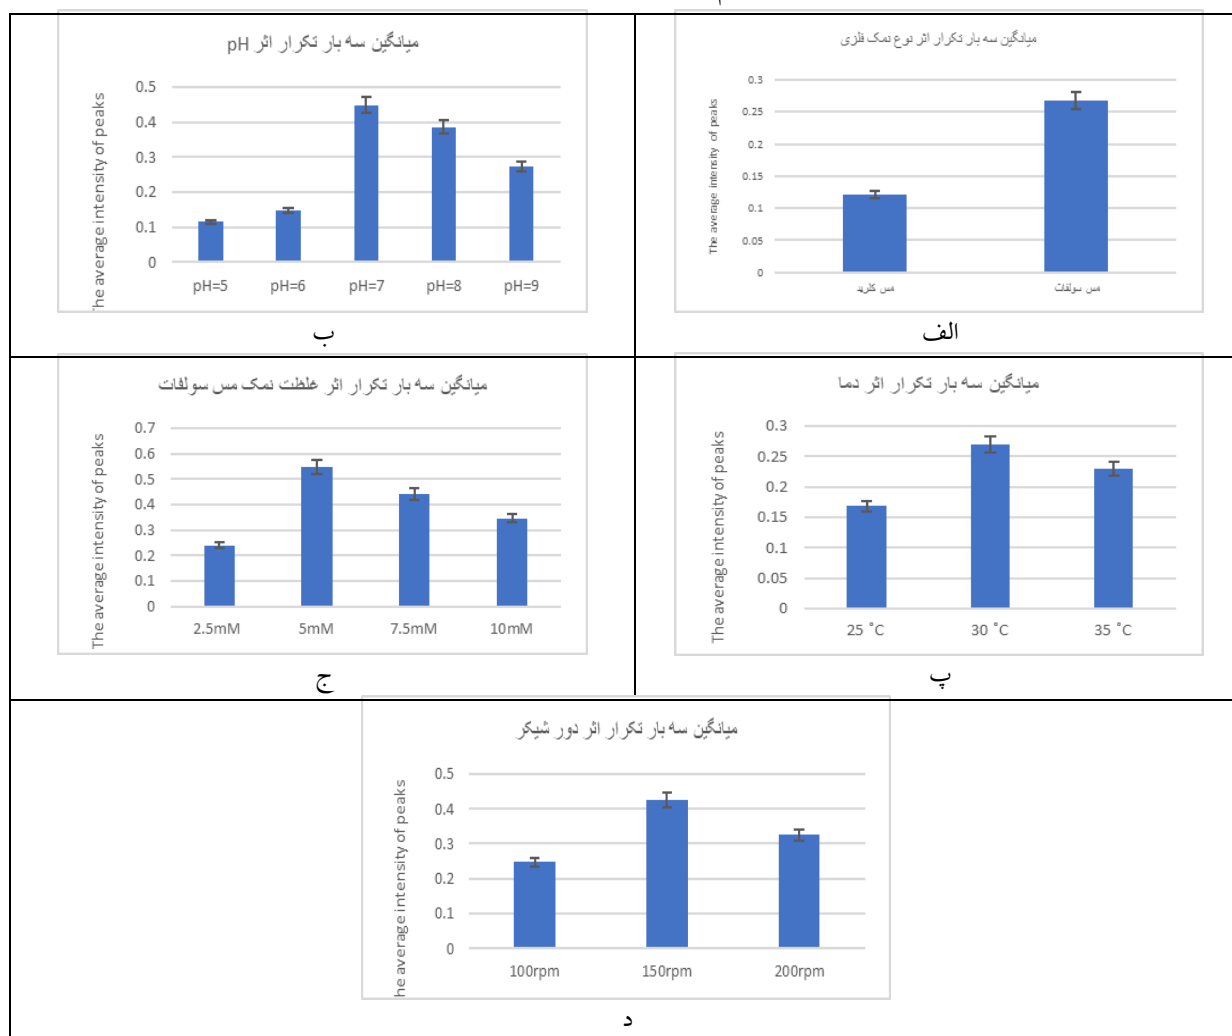 میانگین سه بار تکرار اثر نوع نمک فلزی
The average intensity of peaks
0.3
0.25
0.2
0.15
0.1
0.05
0
مس کلرید
مس سولفات
الف
میانگین سه بار تکرار اثر pH
he average intensity of peaks
0.5
0.4
0.3
0.2
0.1
0
pH=5 pH=6 pH=7 pH=8 pH=9
ب
میانگین سه بار تکرار اثر دما
The average intensity of peaks
0.3
0.25
0.2
0.15
0.1
0.05
0
25 ˚C 30 ˚C 35 ˚C
پ
میانگین سه بار تکرار اثر غلظت نمک مس سولفات
The average intensity of peaks
0.7
0.6
0.5
0.4
0.3
0.2
0.1
0
2.5mM 5mM 7.5mM 10mM
ج
میانگین سه بار تکرار اثر دور شیکر
he average intensity of peaks
0.5
0.4
0.3
0.2
0.1
0
100rpm 150rpm 200rpm
د